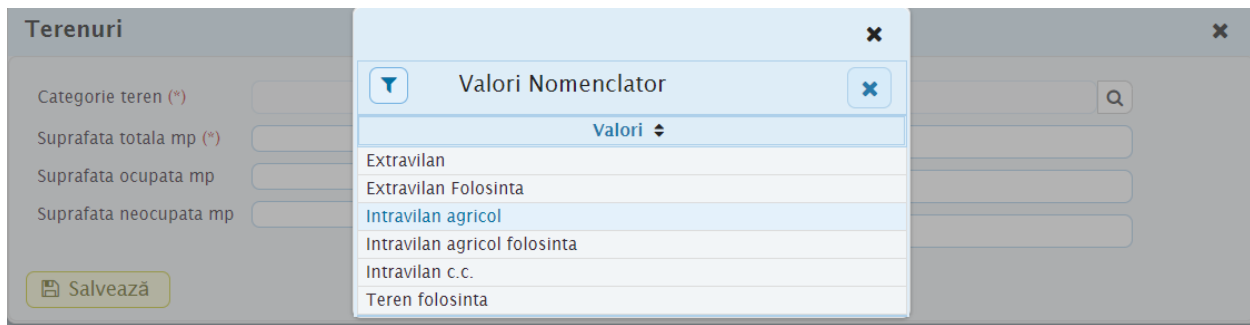 Terenuri
Valori Nomenclator
Categorie teren (*)
Suprafata totala mp (*)
Suprafata ocupata mp
Suprafata neocupata mp
Valori
Extravilan
Extravilan Folosinta
Intravilan agricol
Intravilan agricol folosinta
Intravilan c.c.
Teren folosinta
Salvează